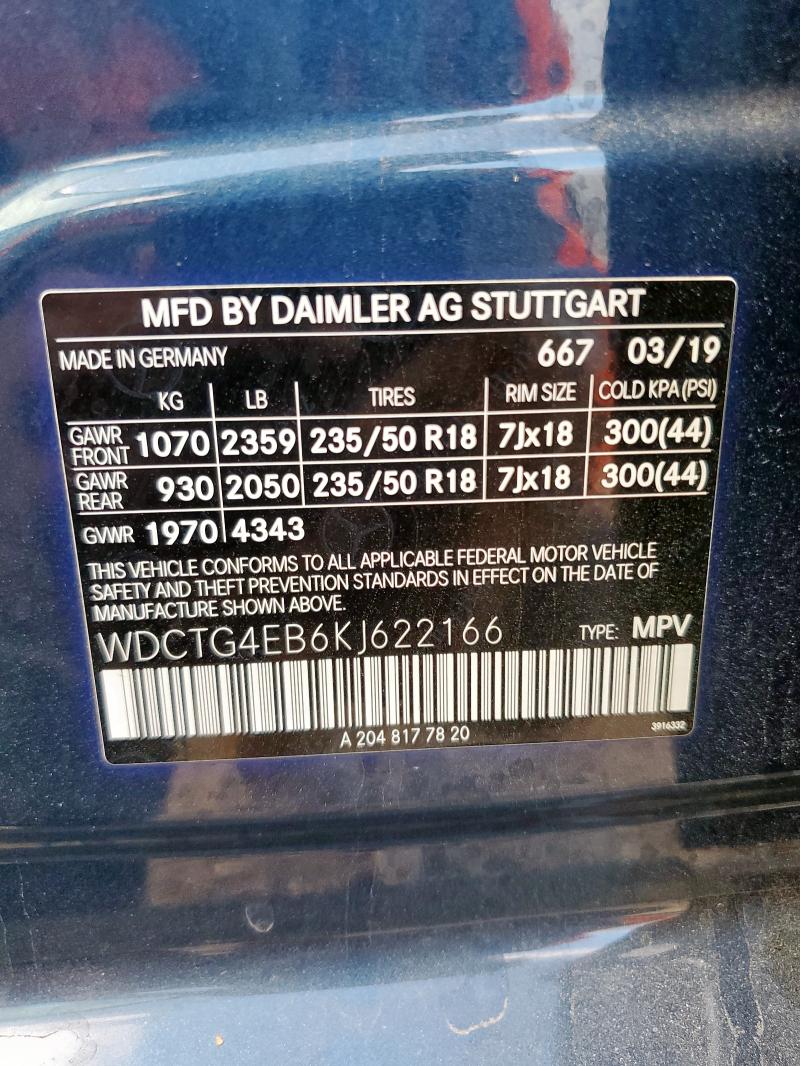 MFD BY DAIMLER AG STUTTGART
MADE IN GERMANY 667 03/19
KG LB TIRES RIM SIZE COLD KPA (PSI)
GAWR FRONT 1070 2359 235/50 R18 7Jx18 300(44)
GAWR REAR 930 2050 235/50 R18 7Jx18 300(44)
GVWR 1970 4343
THIS VEHICLE CONFORMS TO ALL APPLICABLE FEDERAL MOTOR VEHICLE
SAFETY AND THEFT PREVENTION STANDARDS IN EFFECT ON THE DATE OF
MANUFACTURE SHOWN ABOVE.
WDCTG4EB6KJ622166 TYPE: MPV
A 204 817 78 20 3916332